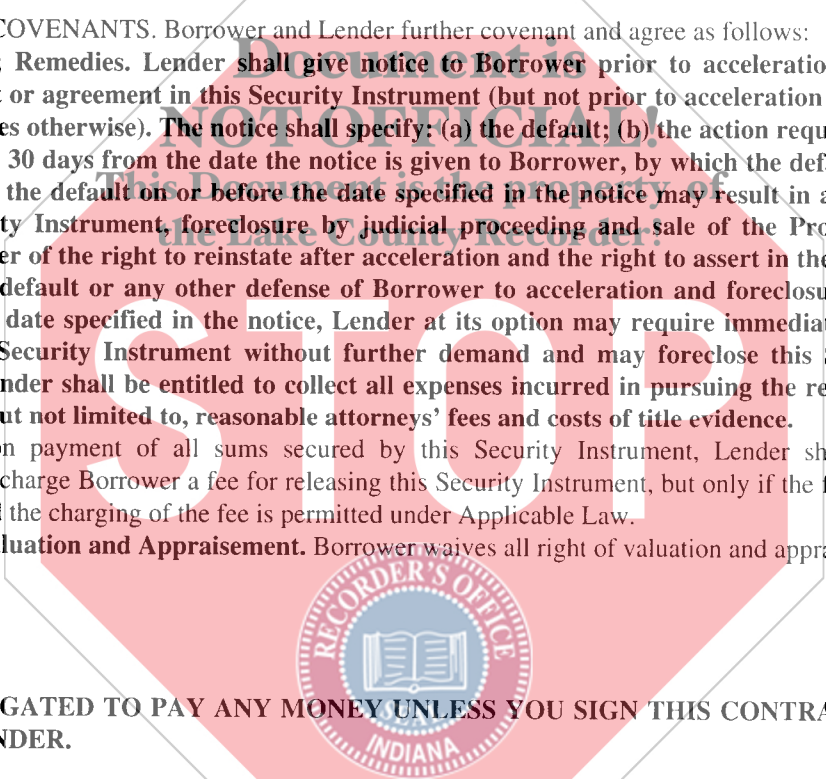 COVENANTS. Borrower and Lender further covenant and agree as follows:
; Remedies. Lender shall give notice to Borrower prior to acceleratio
t or agreement in this Security Instrument (but not prior to acceleration
es otherwise). The notice shall specify: (a) the default; (b) the action requ
30 days from the date the notice is given to Borrower, by which the def
the default on or before the date specified in the notice may result in a
ty Instrument, foreclosure by judicial proceeding and sale of the Pro
er of the right to reinstate after acceleration and the right to assert in the
default or any other defense of Borrower to acceleration and foreclosu
date specified in the notice, Lender at its option may require immediat
Security Instrument without further demand and may foreclose this S
nder shall be entitled to collect all expenses incurred in pursuing the re
ut not limited to, reasonable attorneys' fees and costs of title evidence.
on payment of all sums secured by this Security Instrument, Lender sh
charge Borrower a fee for releasing this Security Instrument, but only if the f
d the charging of the fee is permitted under Applicable Law.
luation and Appraisement. Borrower waives all right of valuation and appra
GATED TO PAY ANY MONEY UNLESS YOU SIGN THIS CONTRA
NDER.
Document is
NOT OFFICIAL!
This Document is the property of
the Lake County Recorder!
STOP
RECORDER'S OFFICE
SEAL
INDIANA